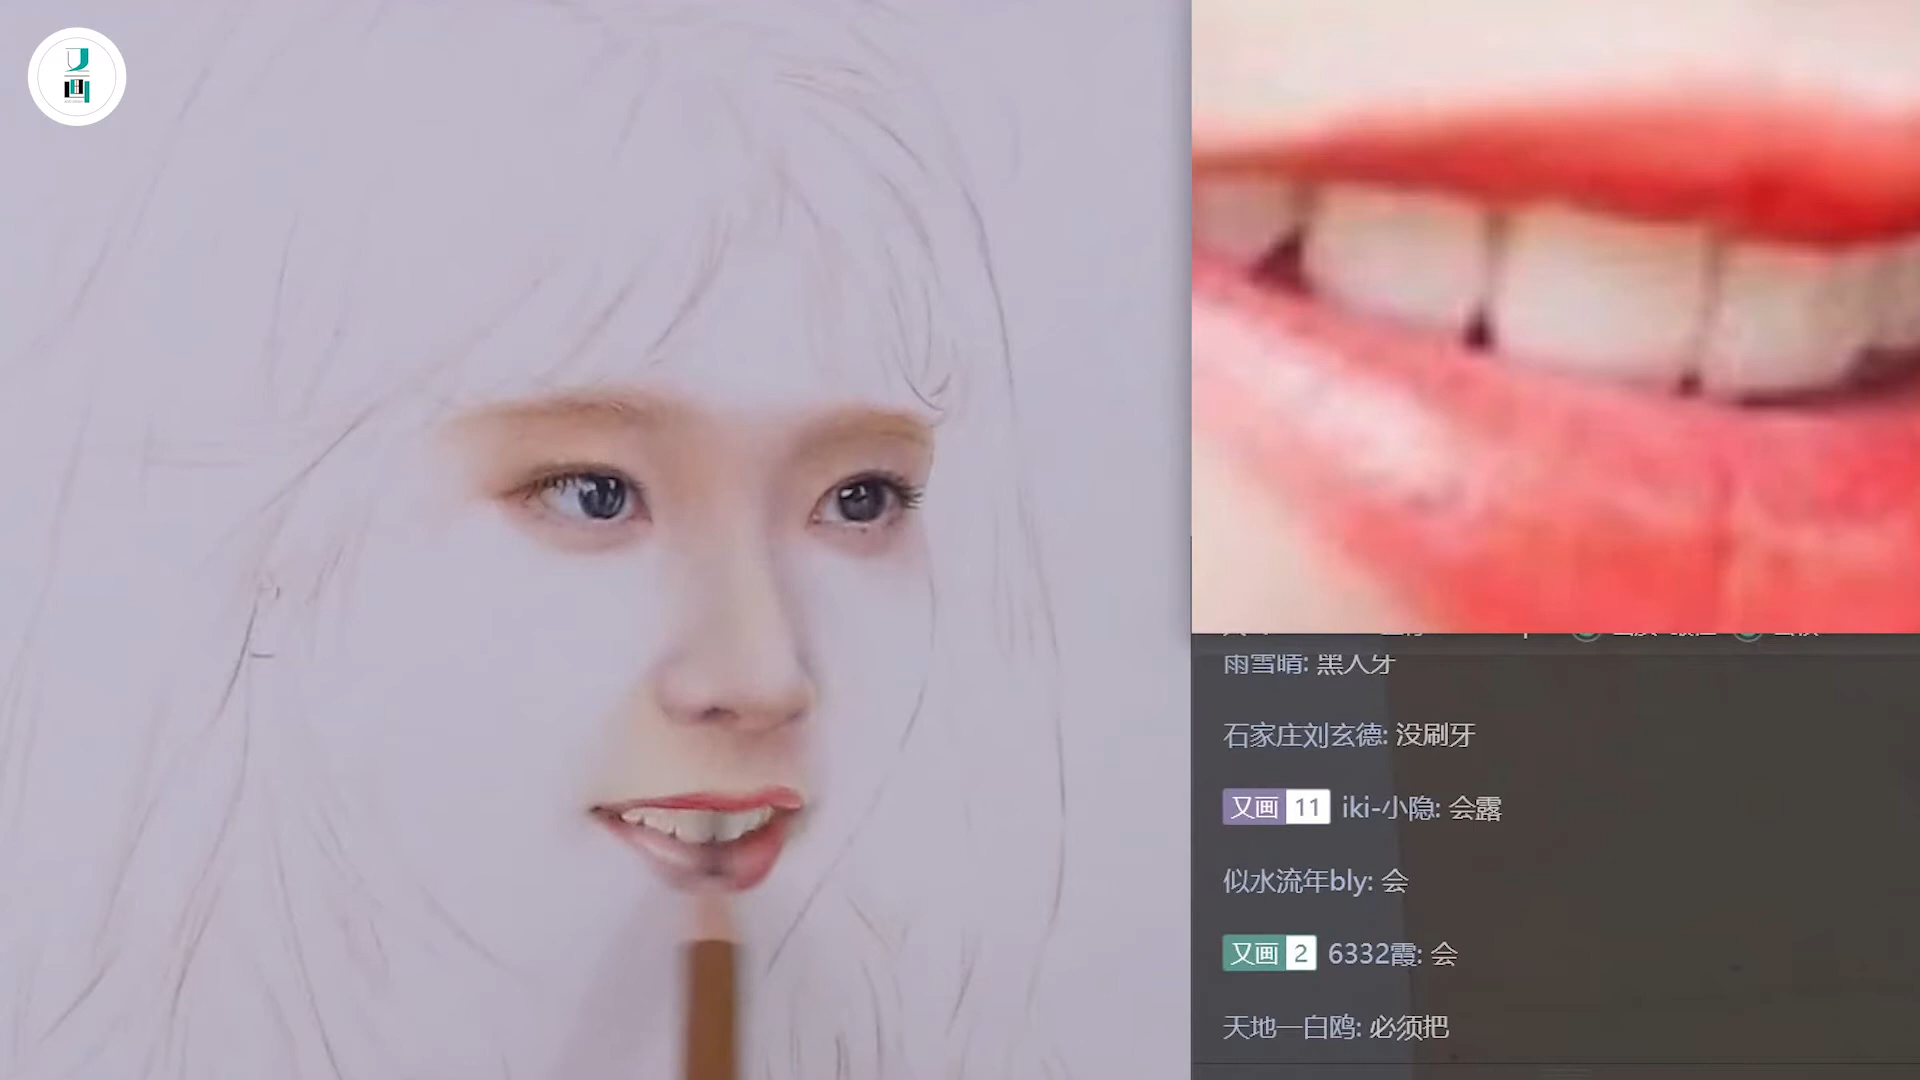 又画
雨雪晴: 黑人牙
石家庄刘玄德: 没刷牙
又画 11 iki-小隐: 会露
似水流年bly: 会
又画 2 6332霞: 会
天地一白鸥: 必须把